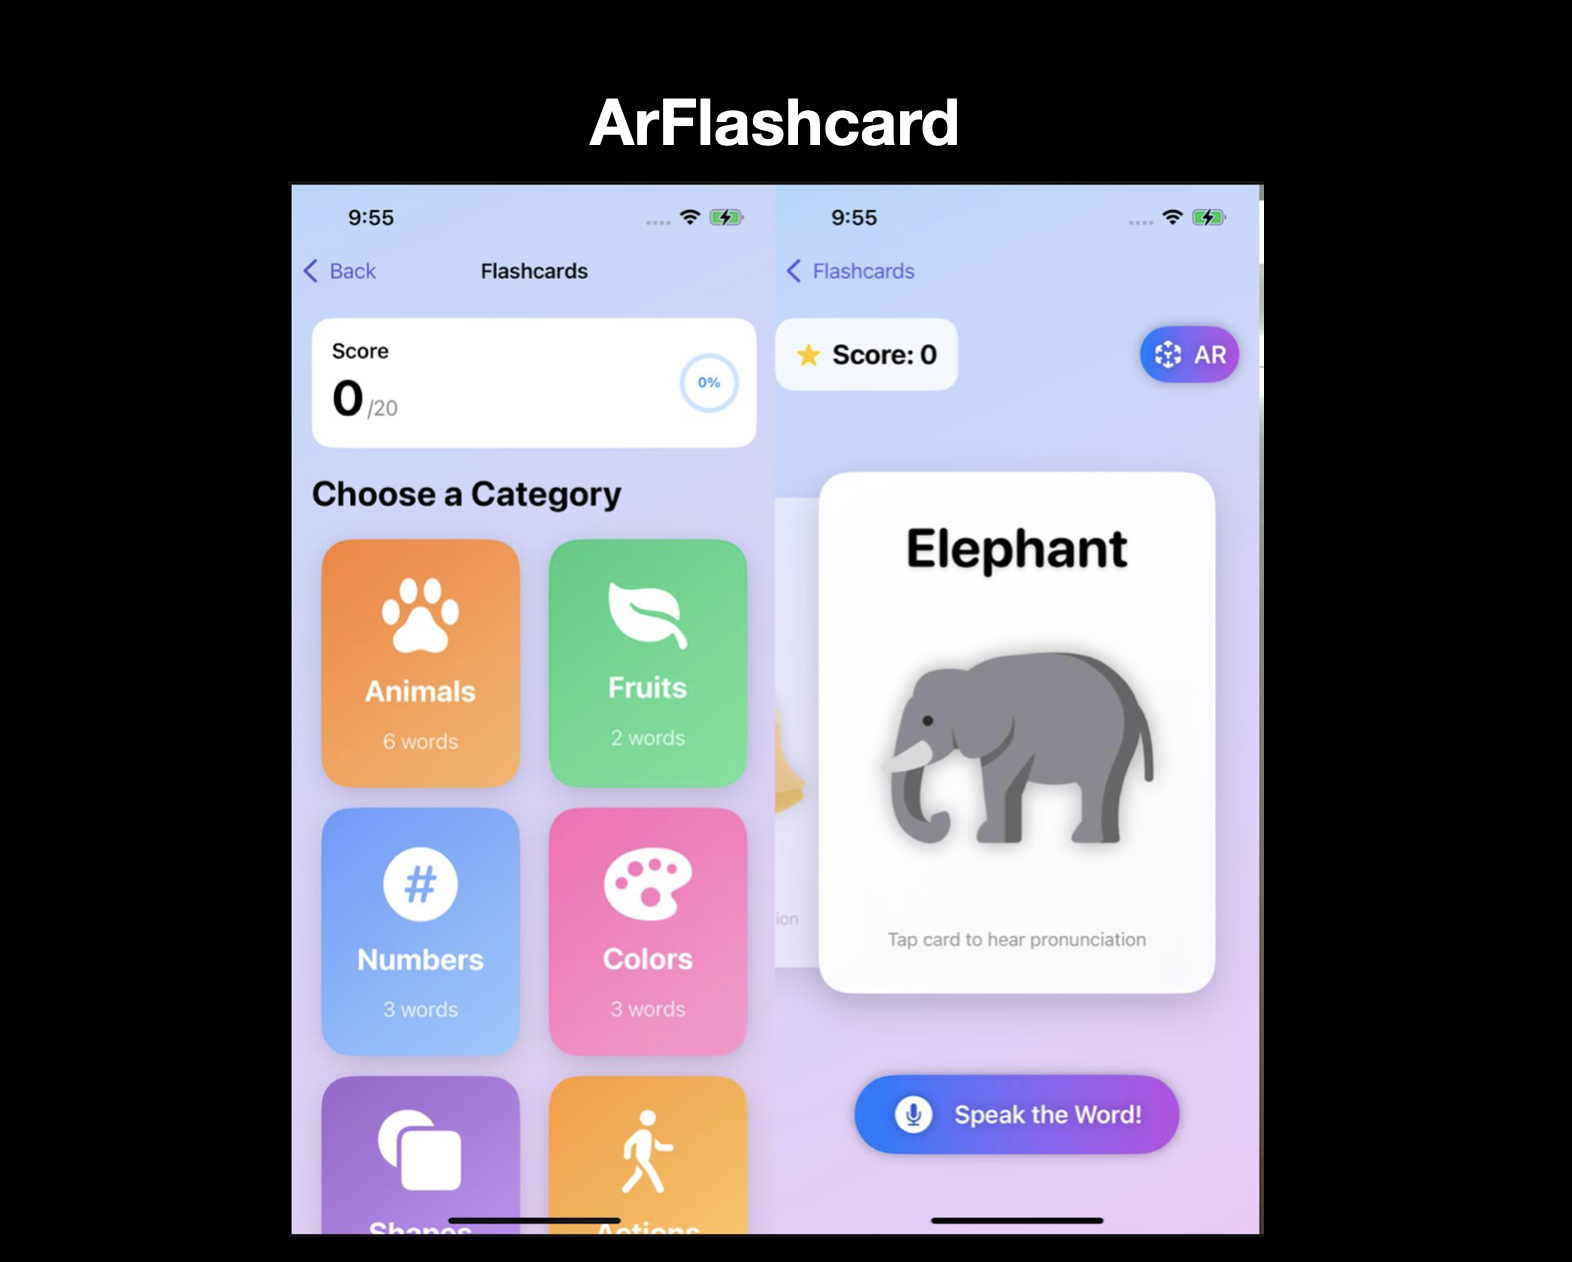 ArFlashcard
9:55
Back
Flashcards
Score
0/20
0%
Choose a Category
Animals
6 words
Fruits
2 words
#
Numbers
3 words
Colors
3 words
Shapes
Actions
9:55
Flashcards
Score: 0
AR
Elephant
ion
Tap card to hear pronunciation
Speak the Word!